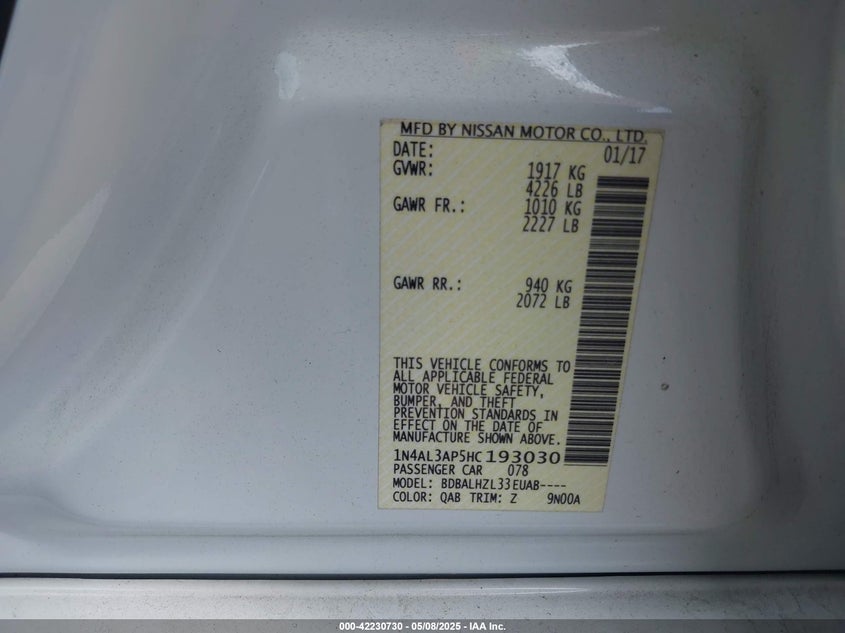 MFD BY NISSAN MOTOR CO., LTD.
DATE: 01/17
GVWR: 1917 KG
4226 LB
GAWR FR.: 1010 KG
2227 LB
GAWR RR.: 940 KG
2072 LB
THIS VEHICLE CONFORMS TO
ALL APPLICABLE FEDERAL
MOTOR VEHICLE SAFETY,
BUMPER, AND THEFT
PREVENTION STANDARDS IN
EFFECT ON THE DATE OF
MANUFACTURE SHOWN ABOVE.
1N4AL3AP5HC193030
PASSENGER CAR 078
MODEL: BDBALHZL33EUAB----
COLOR: QAB TRIM: Z 9N00A
000-42230730 - 05/08/2025 - IAA Inc.